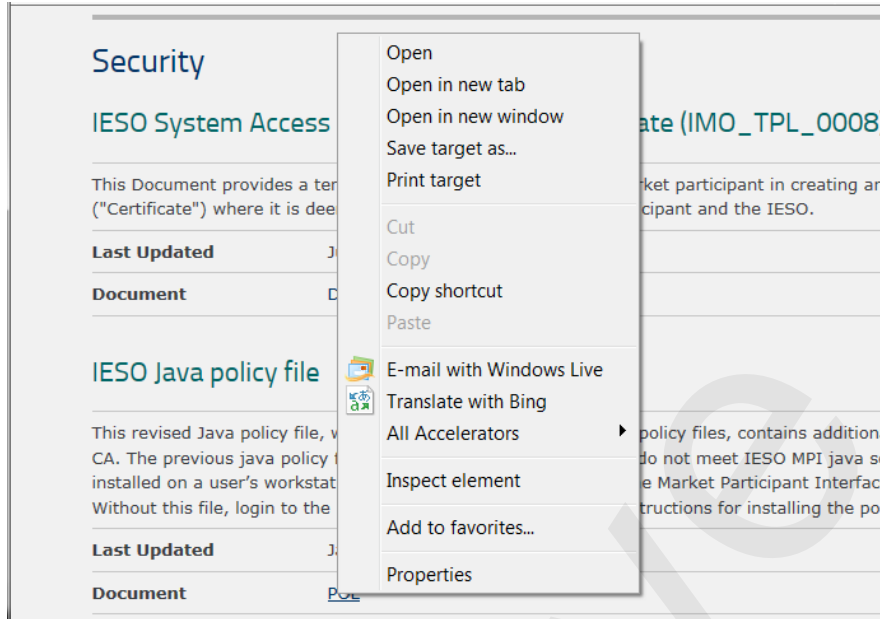 Security
IESO System Access ate (IMO_TPL_0008
This Document provides a ter ket participant in creating ar
("Certificate") where it is dee cipant and the IESO.
Last Updated
Document D
IESO Java policy file
This revised Java policy file, policy files, contains addition
CA. The previous java policy do not meet IESO MPI java s
installed on a user's workstat e Market Participant Interfac
Without this file, login to the tructions for installing the po
Last Updated
Document POL
Open
Open in new tab
Open in new window
Save target as...
Print target
Cut
Copy
Copy shortcut
Paste
E-mail with Windows Live
Translate with Bing
All Accelerators
Inspect element
Add to favorites...
Properties